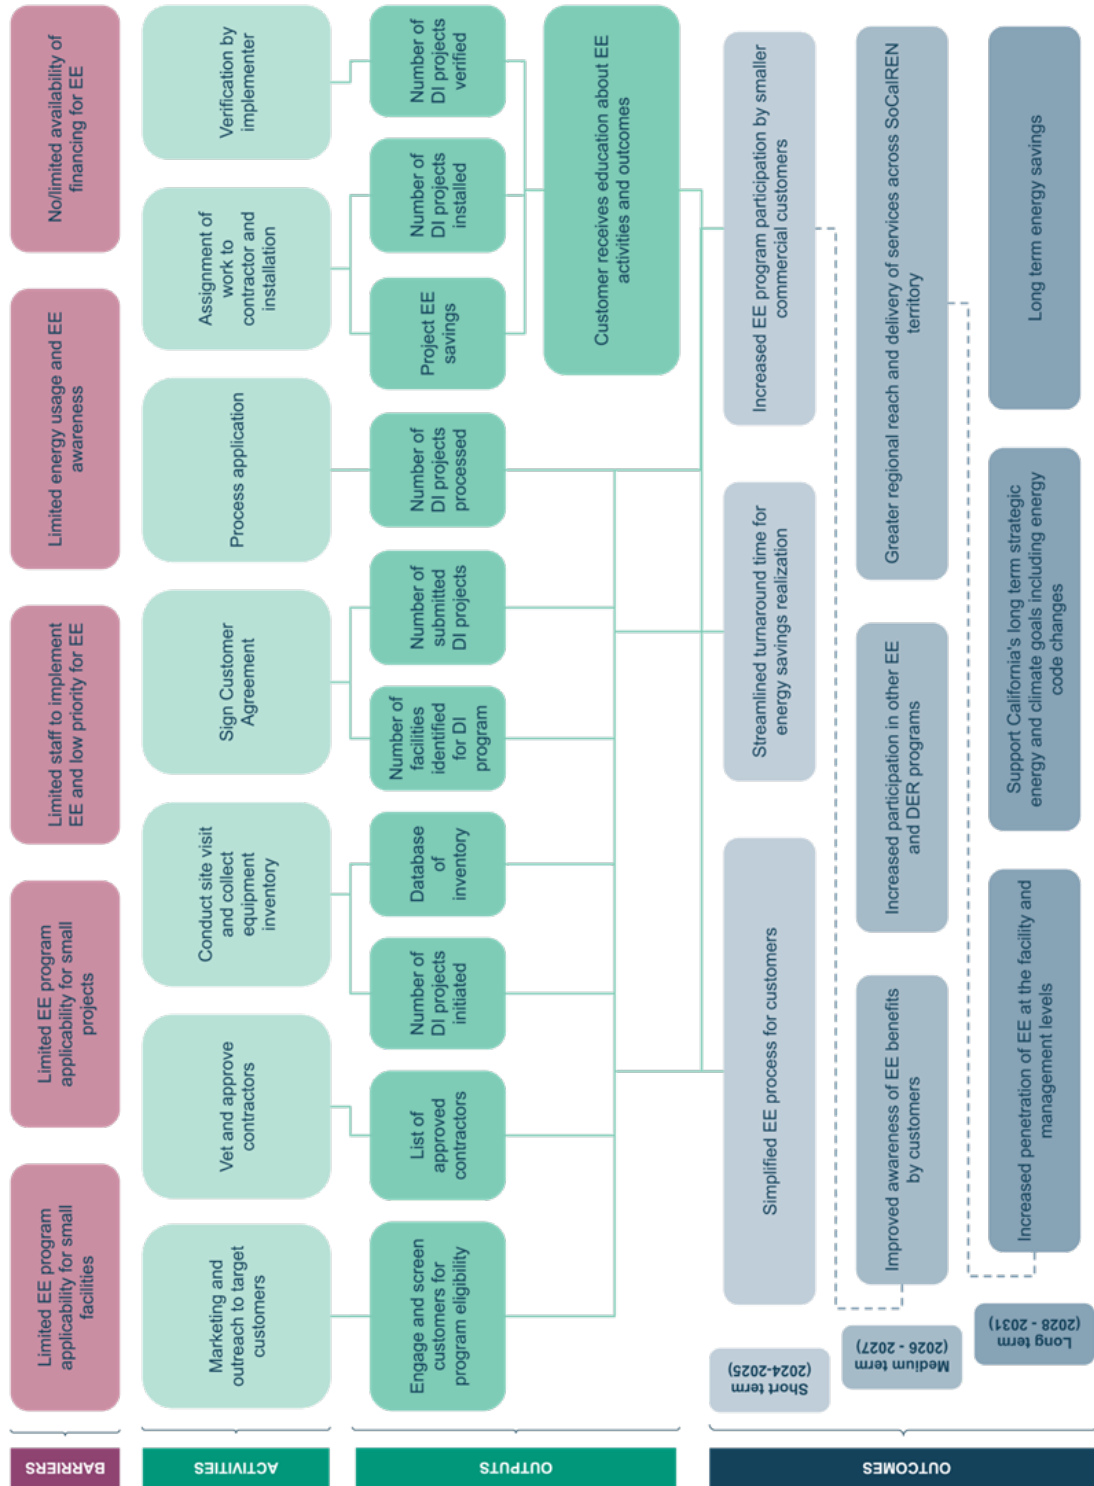 BARRIERS
Limited EE program
applicability for small
facilities
Limited EE program
applicability for small
projects
Limited staff to implement
EE and low priority for EE
Limited energy usage and EE
awareness
No/limited availability of
financing for EE
ACTIVITIES
Marketing and
outreach to target
customers
Vet and approve
contractors
Conduct site visit
and collect
equipment
inventory
Sign Customer
Agreement
Process application
Assignment of
work to
contractor and
installation
Verification by
implementer
OUTPUTS
Engage and screen
customers for
program eligibility
List of
approved
contractors
Number of
DI projects
initiated
Database
of
inventory
Number of
facilities
identified
for DI
program
Number of
submitted
DI projects
Number of
DI projects
processed
Project EE
savings
Number of
DI projects
installed
Number of
DI projects
verified
Customer receives education about EE
activities and outcomes
OUTCOMES
Short term
(2024-2025)
Simplified EE process for customers
Streamlined turnaround time for
energy savings realization
Increased EE program participation by smaller
commercial customers
Medium term
(2026 - 2027)
Improved awareness of EE benefits
by customers
Increased participation in other EE
and DER programs
Greater regional reach and delivery of services across SoCalREN
territory
Long term
(2028 - 2031)
Increased penetration of EE at the facility and
management levels
Support California's long term strategic
energy and climate goals including energy
code changes
Long term energy savings